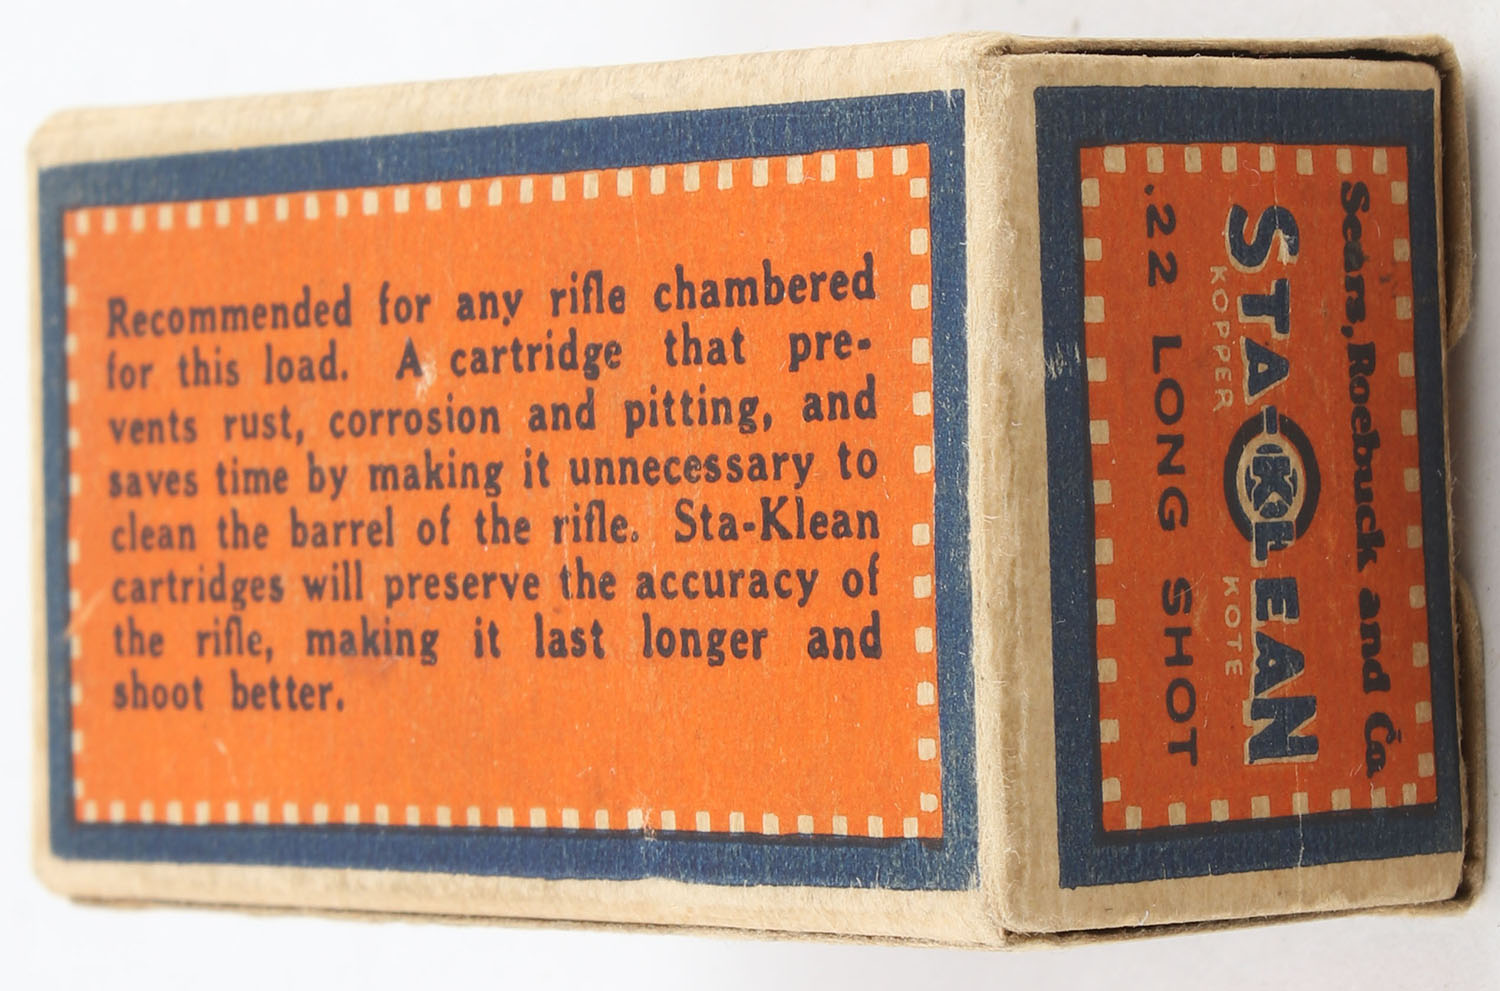 Recommended for any rifle chambered
for this load. A cartridge that pre-
vents rust, corrosion and pitting, and
saves time by making it unnecessary to
clean the barrel of the rifle. Sta-Klean
cartridges will preserve the accuracy of
the rifle, making it last longer and
shoot better.
Sears, Roebuck and Co.
STA-KLEAN
KOPPER KOTE
.22 LONG SHOT